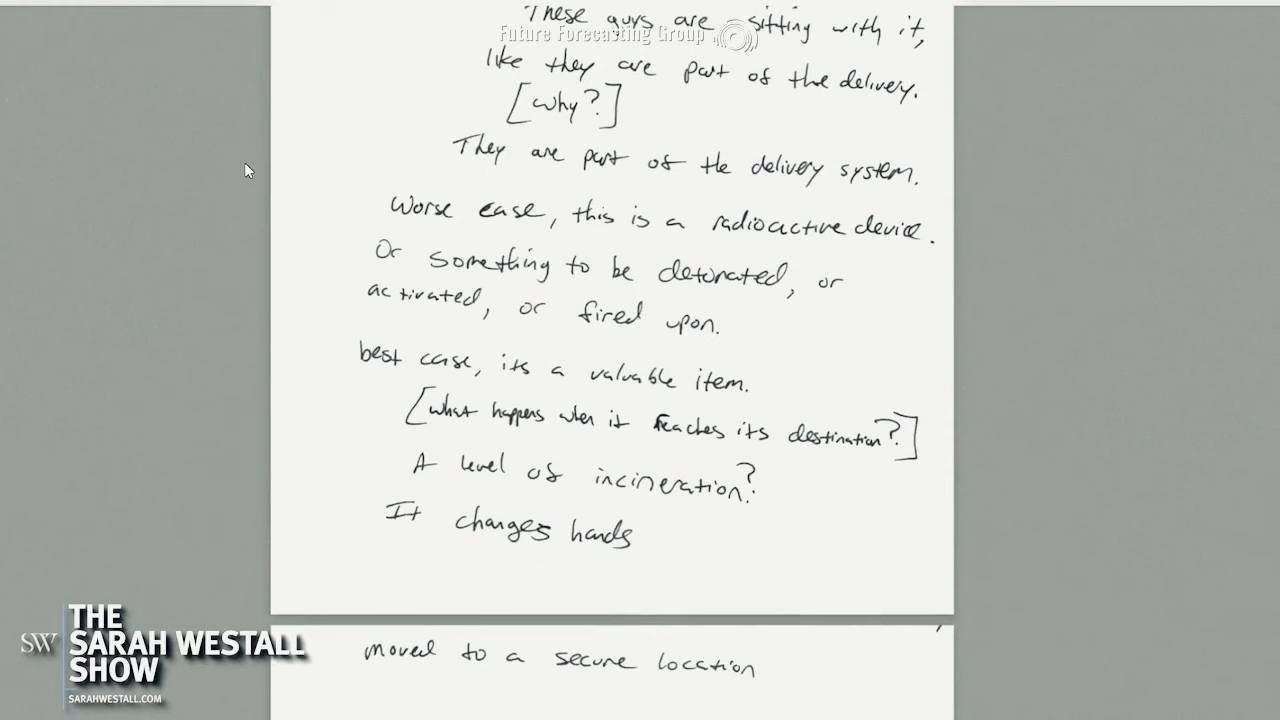 These guys are sitting with it,
Future Forecasting Group
like they are part of the delivery.
[why?]
They are part of the delivery system.
Worse case, this is a radioactive device.
Or something to be detonated, or
activated, or fired upon.
best case, its a valuable item.
[what happens when it reaches its destination?]
A level of incineration?
It changes hands
moved to a secure location
SW
THE
SARAH WESTALL
SHOW
SARAHWESTALL.COM